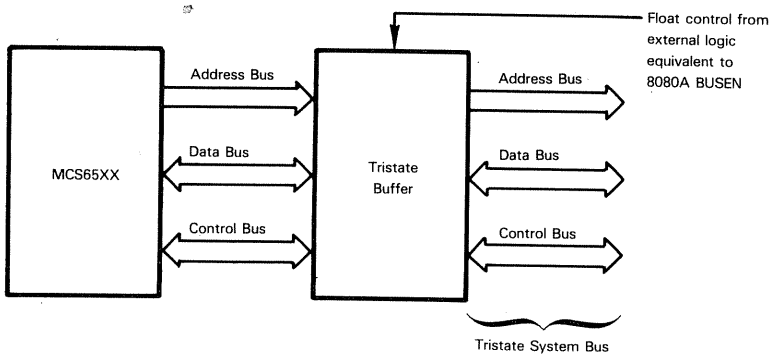 Float control from
external logic
equivalent to
8080A BUSEN
Address Bus
Address Bus
Data Bus
Data Bus
MCS65XX
Tristate
Buffer
Control Bus
Control Bus
Tristate System Bus